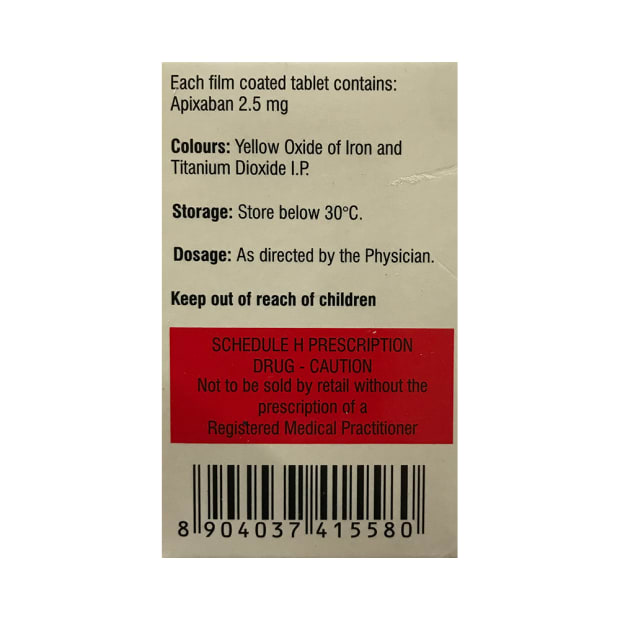 Each film coated tablet contains:
Apixaban 2.5 mg
Colours: Yellow Oxide of Iron and
Titanium Dioxide I.P.
Storage: Store below 30°C.
Dosage: As directed by the Physician.
Keep out of reach of children
SCHEDULE H PRESCRIPTION
DRUG - CAUTION
Not to be sold by retail without the
prescription of a
Registered Medical Practitioner
8 904037 415580